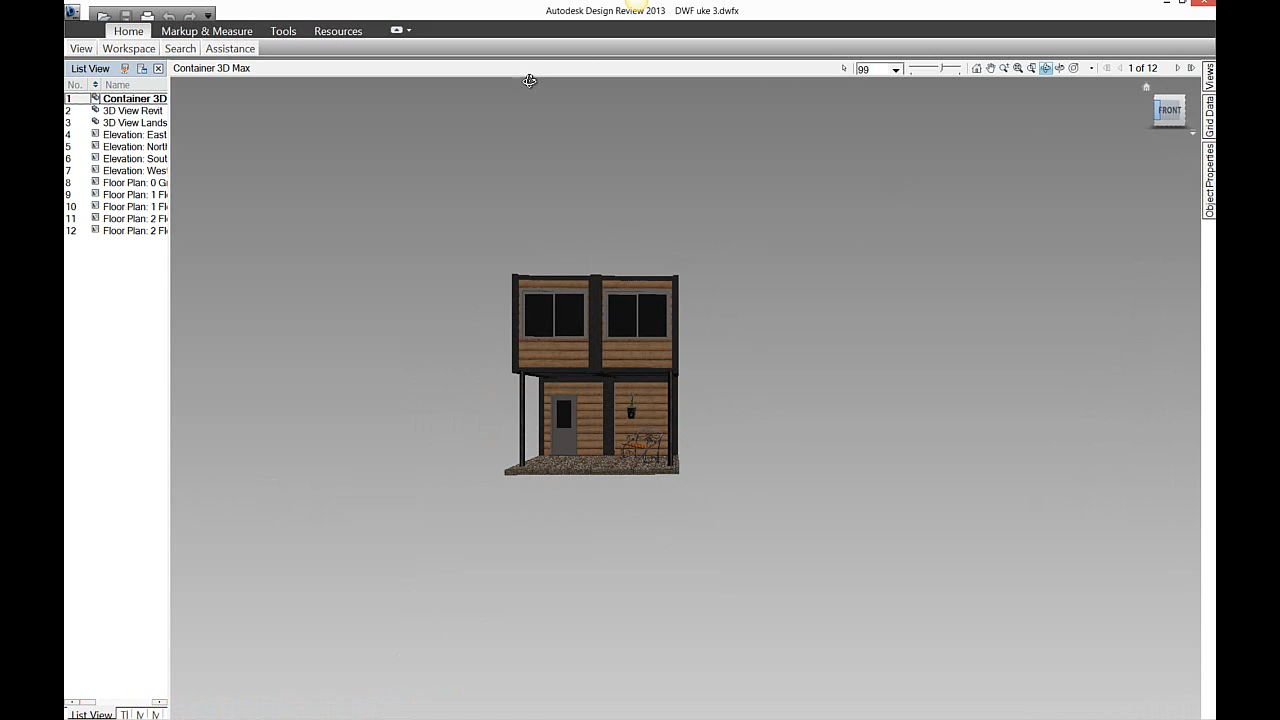 Autodesk Design Review 2013 DWF uke 3.dwfx
Home Markup & Measure Tools Resources
View Workspace Search Assistance
List View
Container 3D Max
99
1 of 12
No. Name
1 Container 3D
2 3D View Revit
3 3D View Lands
4 Elevation: East
5 Elevation: North
6 Elevation: Sout
7 Elevation: Wes
8 Floor Plan: 0 G
9 Floor Plan: 1 Fl
10 Floor Plan: 1 Fl
11 Floor Plan: 2 Fl
12 Floor Plan: 2 Fl
FRONT
Views
Grid Data
Object Properties
List View